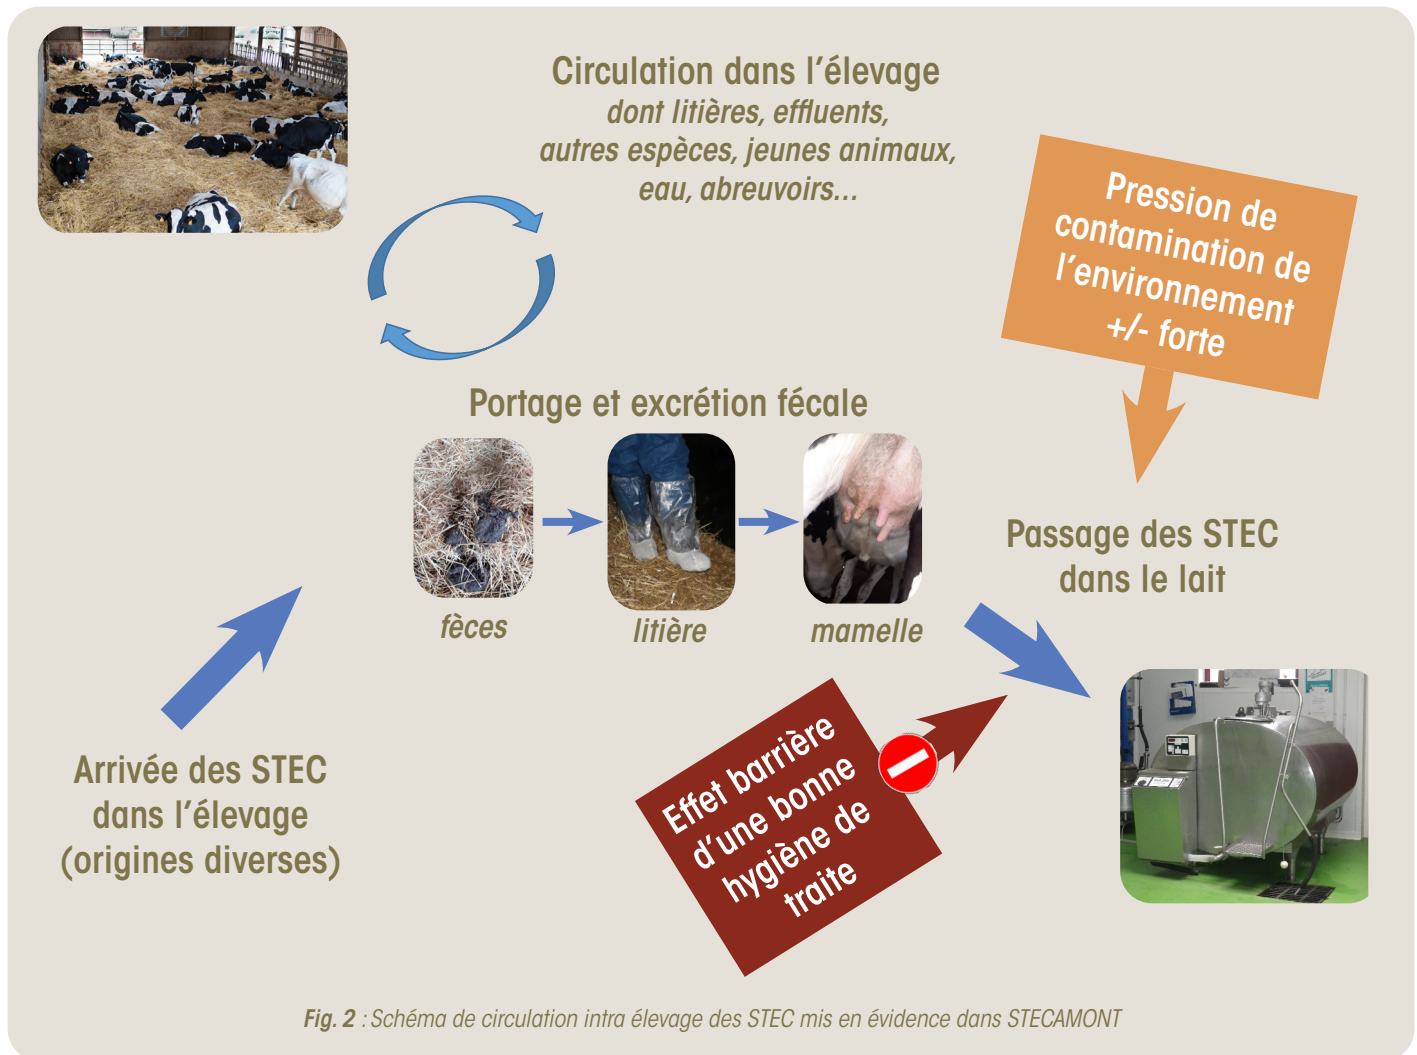 Circulation dans l’élevage
dont litières, effluents,
autres espèces, jeunes animaux,
eau, abreuvoirs...
Pression de
contamination de
l’environnement
+/- forte
Portage et excrétion fécale
fèces
litière
mamelle
Passage des STEC
dans le lait
Arrivée des STEC
dans l’élevage
(origines diverses)
Effet barrière
d’une bonne
hygiène de
traite
Fig. 2 : Schéma de circulation intra élevage des STEC mis en évidence dans STECAMONT